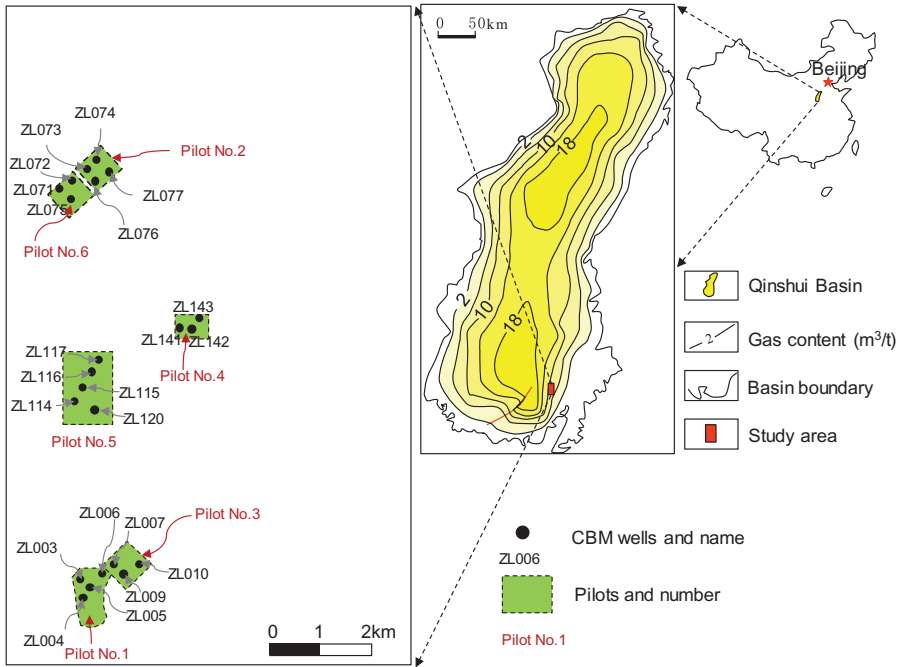 ZL074
ZL073
ZL072
Pilot No.2
ZL071
ZL077
ZL075
ZL076
Pilot No.6
ZL143
ZL141
ZL142
ZL117
ZL116
Pilot No.4
ZL115
ZL114
ZL120
Pilot No.5
ZL006
ZL007
Pilot No.3
ZL003
ZL010
ZL009
ZL005
ZL004
Pilot No.1
0 1 2km
0 50km
2
10
18
2
10
18
Beijing
Qinshui Basin
2
Gas content (m³/t)
Basin boundary
Study area
CBM wells and name
ZL006
Pilots and number
Pilot No.1